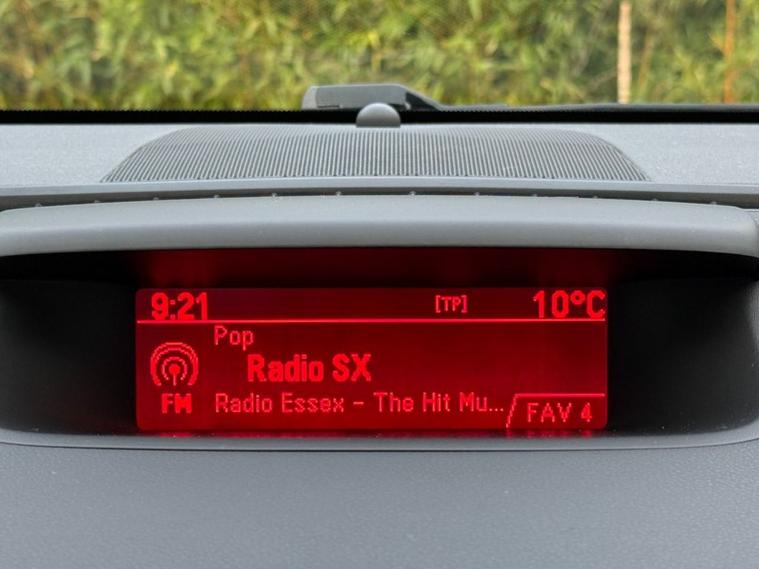 9:21 [TP] 10°C
Pop
Radio SX
FM Radio Essex - The Hit Mu... FAV 4